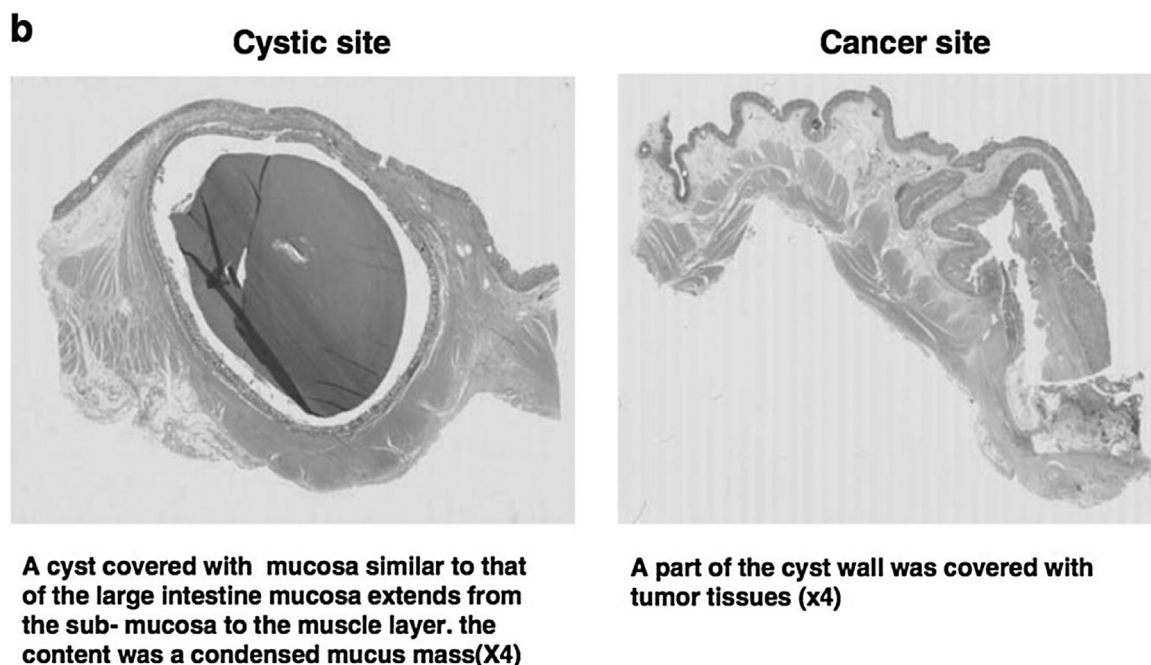 b
Cystic site
Cancer site
A cyst covered with mucosa similar to that
of the large intestine mucosa extends from
the sub- mucosa to the muscle layer. the
content was a condensed mucus mass(X4)
A part of the cyst wall was covered with
tumor tissues (x4)